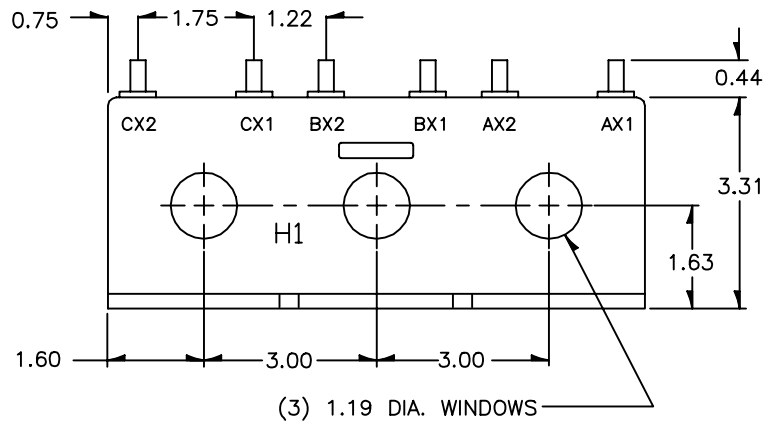 0.75 1.75 1.22
0.44
CX2 CX1 BX2 BX1 AX2 AX1
3.31
H1
1.63
1.60 3.00 3.00
(3) 1.19 DIA. WINDOWS